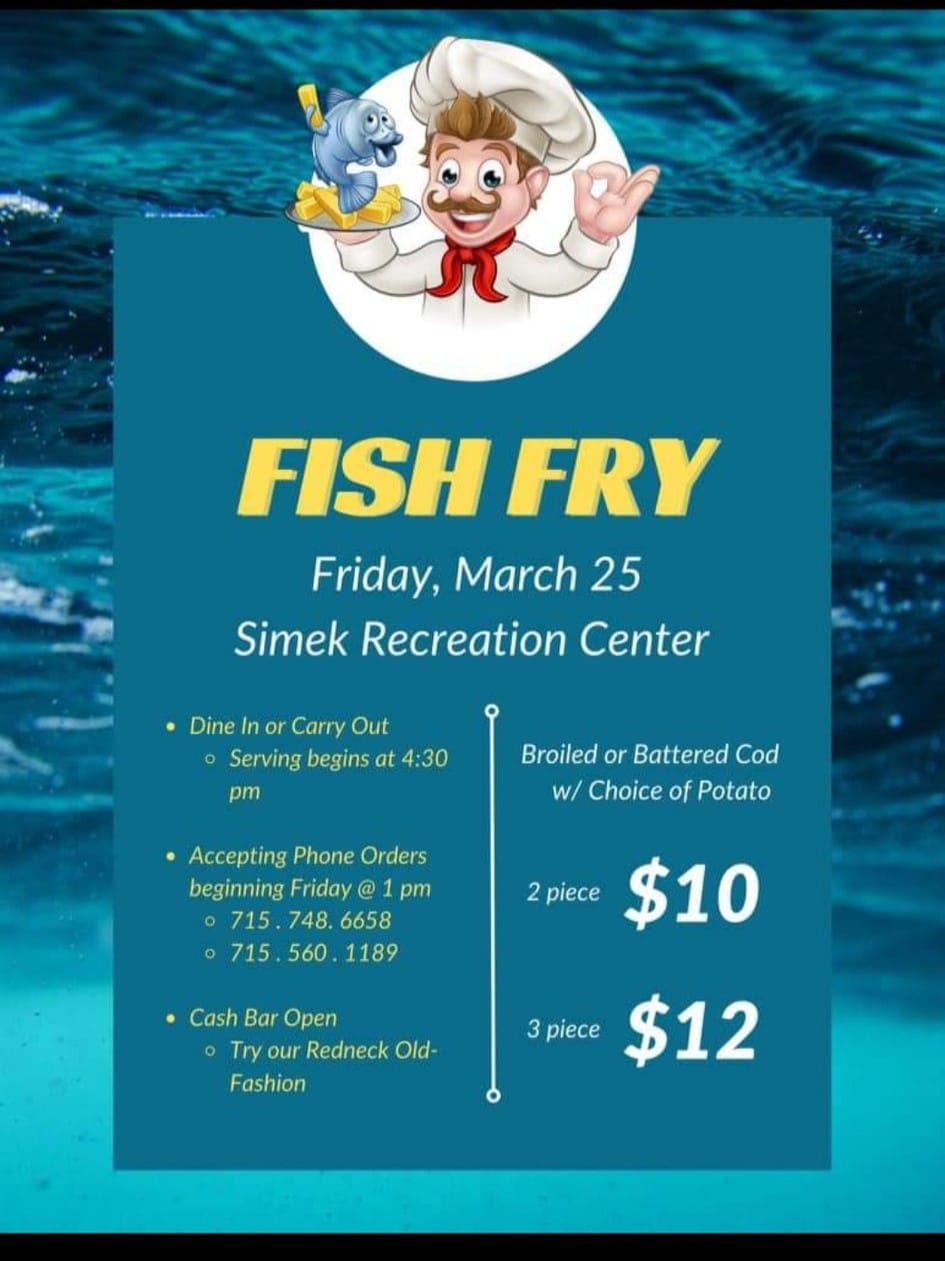 FISH FRY
Friday, March 25
Simek Recreation Center
• Dine In or Carry Out
○ Serving begins at 4:30
pm
• Accepting Phone Orders
beginning Friday @ 1 pm
○ 715 . 748. 6658
○ 715 . 560 . 1189
• Cash Bar Open
○ Try our Redneck Old-
Fashion
Broiled or Battered Cod
w/ Choice of Potato
2 piece $10
3 piece $12